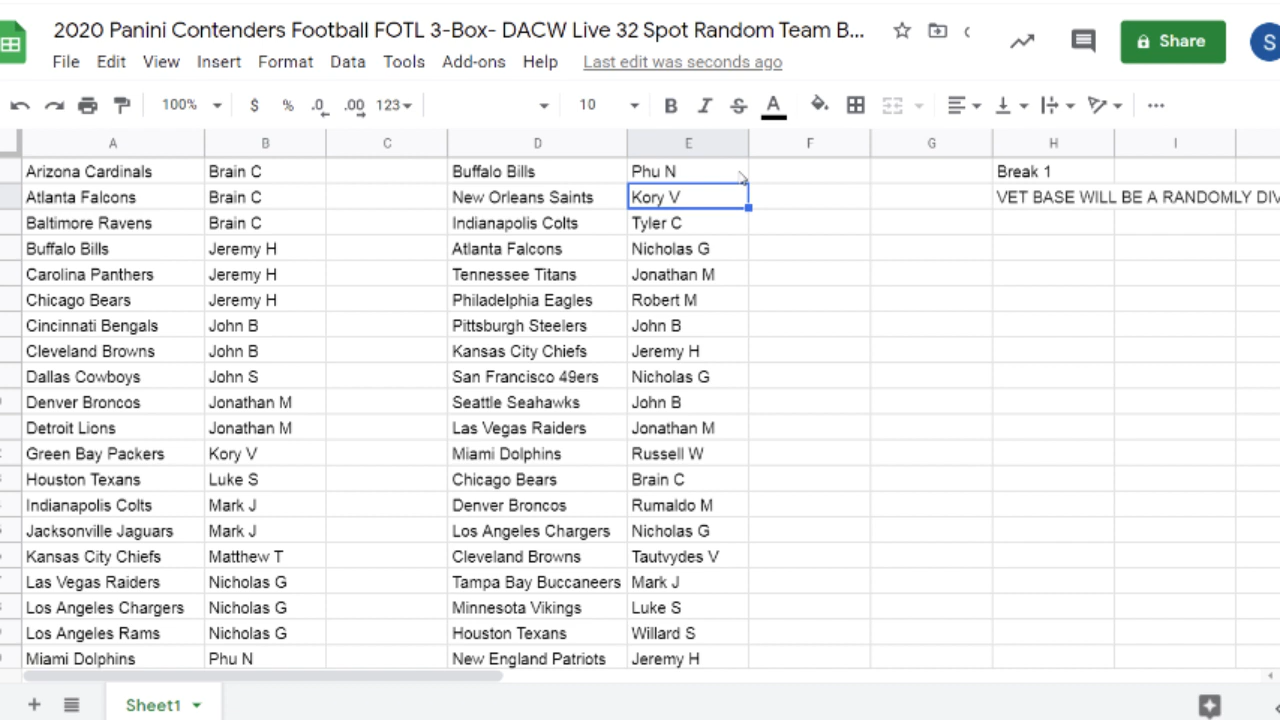 2020 Panini Contenders Football FOTL 3-Box- DACW Live 32 Spot Random Team B...
Share
S
File Edit View Insert Format Data Tools Add-ons Help Last edit was seconds ago
100% $ % .0 .00 123 10 B I S A
A B C D E F G H I
Arizona Cardinals Brain C Buffalo Bills Phu N Break 1
Atlanta Falcons Brain C New Orleans Saints Kory V VET BASE WILL BE A RANDOMLY DIV
Baltimore Ravens Brain C Indianapolis Colts Tyler C
Buffalo Bills Jeremy H Atlanta Falcons Nicholas G
Carolina Panthers Jeremy H Tennessee Titans Jonathan M
Chicago Bears Jeremy H Philadelphia Eagles Robert M
Cincinnati Bengals John B Pittsburgh Steelers John B
Cleveland Browns John B Kansas City Chiefs Jeremy H
Dallas Cowboys John S San Francisco 49ers Nicholas G
Denver Broncos Jonathan M Seattle Seahawks John B
Detroit Lions Jonathan M Las Vegas Raiders Jonathan M
Green Bay Packers Kory V Miami Dolphins Russell W
Houston Texans Luke S Chicago Bears Brain C
Indianapolis Colts Mark J Denver Broncos Rumaldo M
Jacksonville Jaguars Mark J Los Angeles Chargers Nicholas G
Kansas City Chiefs Matthew T Cleveland Browns Tautvydes V
Las Vegas Raiders Nicholas G Tampa Bay Buccaneers Mark J
Los Angeles Chargers Nicholas G Minnesota Vikings Luke S
Los Angeles Rams Nicholas G Houston Texans Willard S
Miami Dolphins Phu N New England Patriots Jeremy H
Sheet1